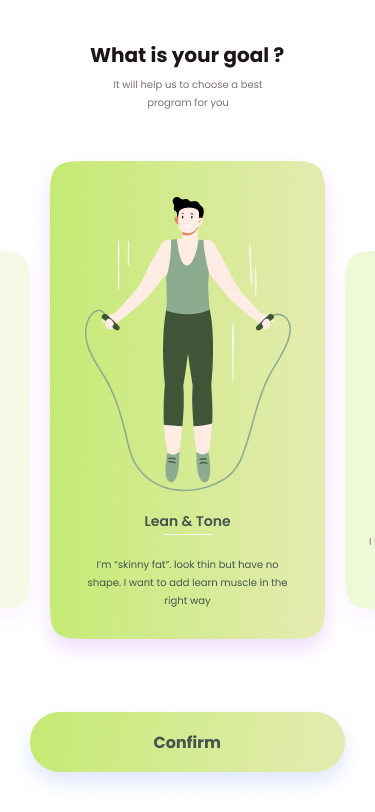 What is your goal ?
It will help us to choose a best
program for you
Lean & Tone
I’m “skinny fat”. look thin but have no
shape. I want to add learn muscle in the
right way
I
Confirm